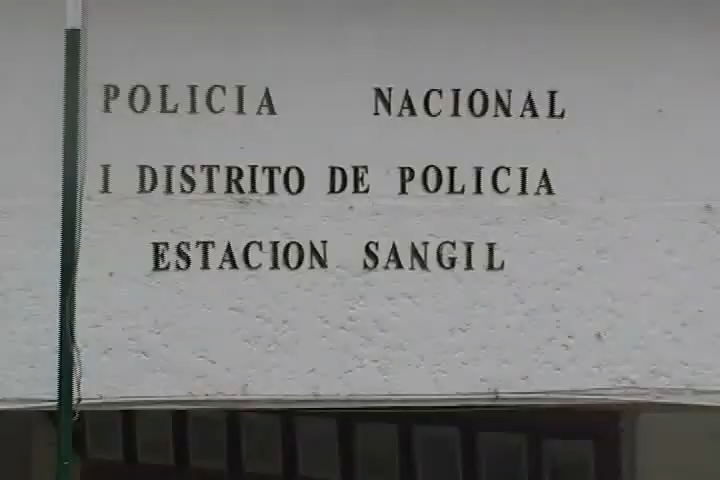 POLICIA NACIONAL
I DISTRITO DE POLICIA
ESTACION SANGIL